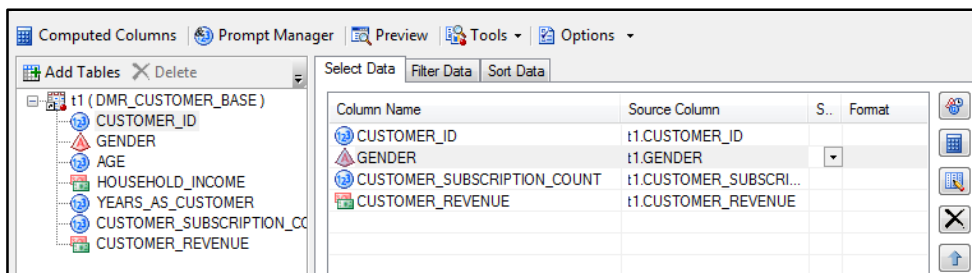 Computed Columns Prompt Manager Preview Tools Options
Add Tables Delete
Select Data Filter Data Sort Data
t1 (DMR_CUSTOMER_BASE)
CUSTOMER_ID
GENDER
AGE
HOUSEHOLD_INCOME
YEARS_AS_CUSTOMER
CUSTOMER_SUBSCRIPTION_CO
CUSTOMER_REVENUE
Column Name Source Column S... Format
CUSTOMER_ID t1.CUSTOMER_ID
GENDER t1.GENDER
CUSTOMER_SUBSCRIPTION_COUNT t1.CUSTOMER_SUBSCRI...
CUSTOMER_REVENUE t1.CUSTOMER_REVENUE